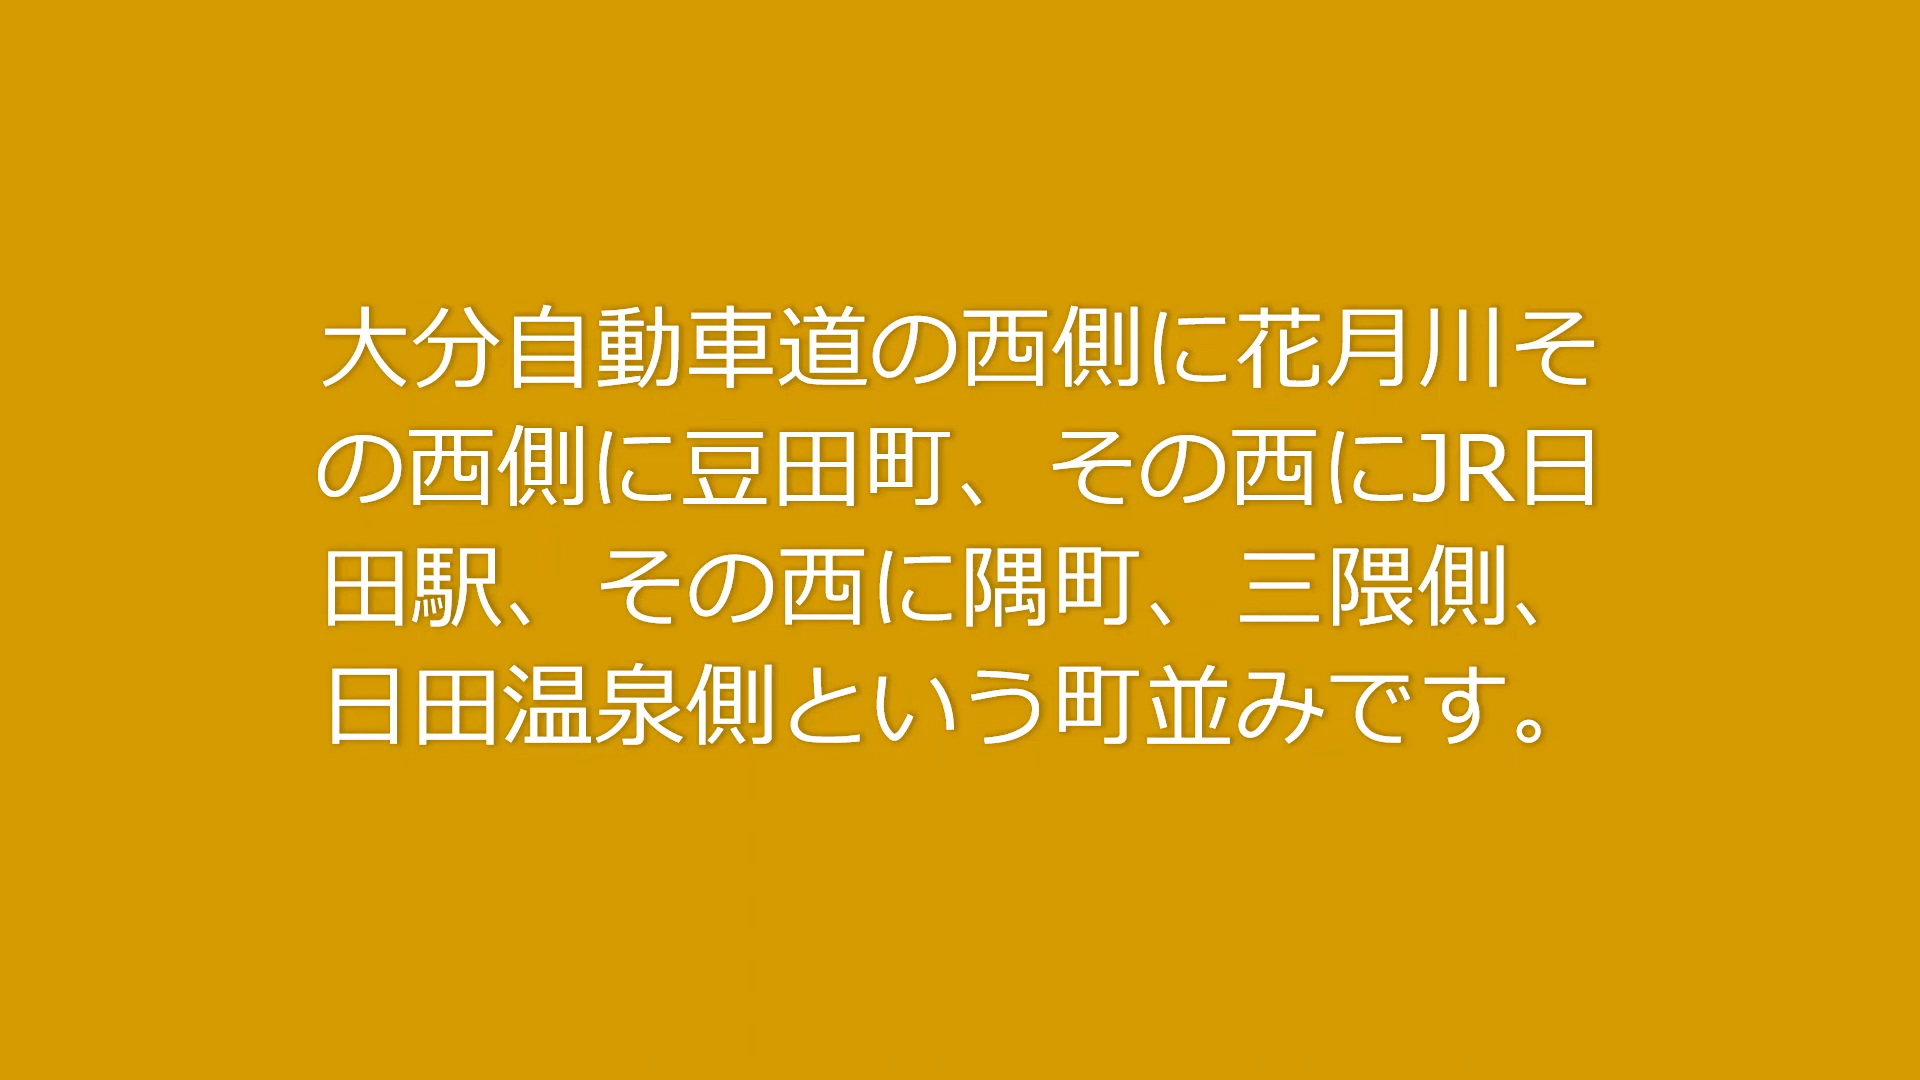 大分自動車道の西側に花月川そ
の西側に豆田町、その西にJR日
田駅、その西に隅町、三隈側、
日田温泉側という町並みです。